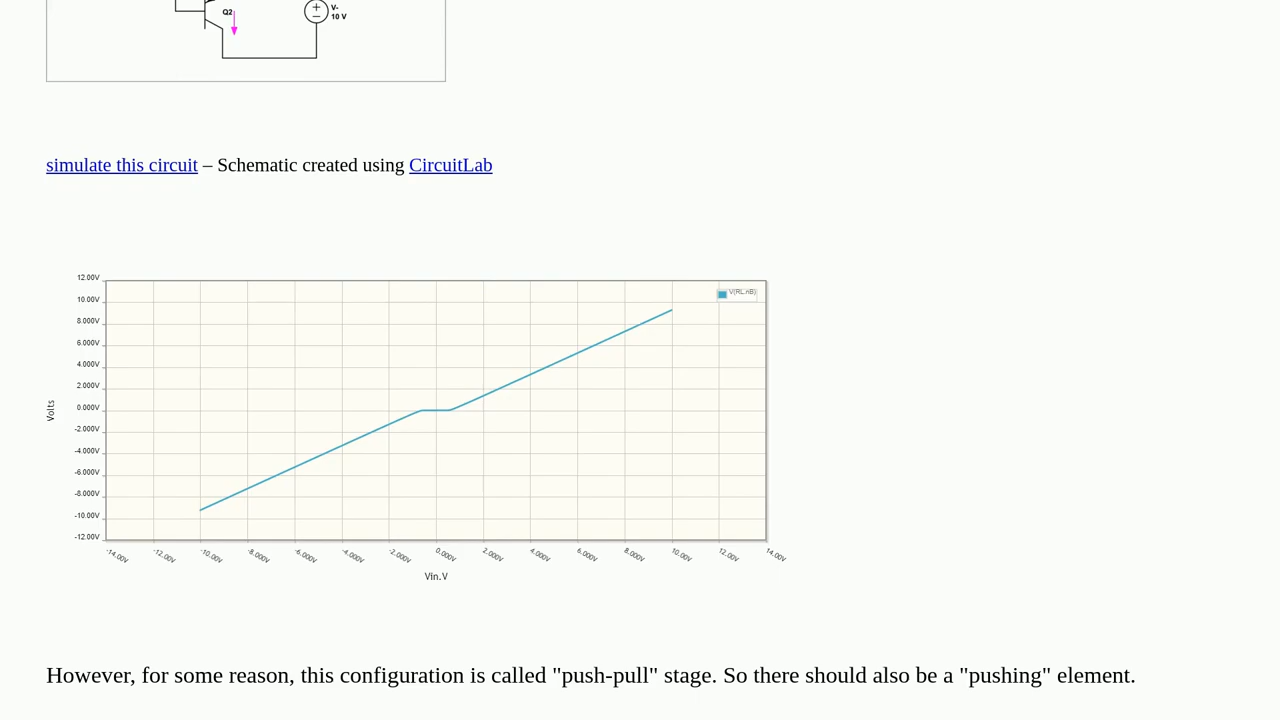 Q2
V-
10 V
simulate this circuit – Schematic created using CircuitLab
12.00V
10.00V
8.000V
6.000V
4.000V
2.000V
0.000V
-2.000V
-4.000V
-6.000V
-8.000V
-10.00V
-12.00V
Volts
V(RL.nB)
-14.00V -12.00V -10.00V -8.000V -6.000V -4.000V -2.000V 0.000V 2.000V 4.000V 6.000V 8.000V 10.00V 12.00V 14.00V
Vin.V
However, for some reason, this configuration is called "push-pull" stage. So there should also be a "pushing" element.